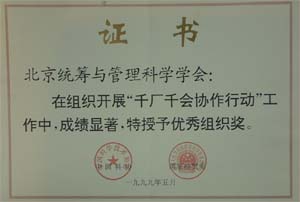 证书
北京统筹与管理科学学会:
在组织开展“千厂千会协作行动”工
作中,成绩显著,特授予优秀组织奖。
一九九九年五月